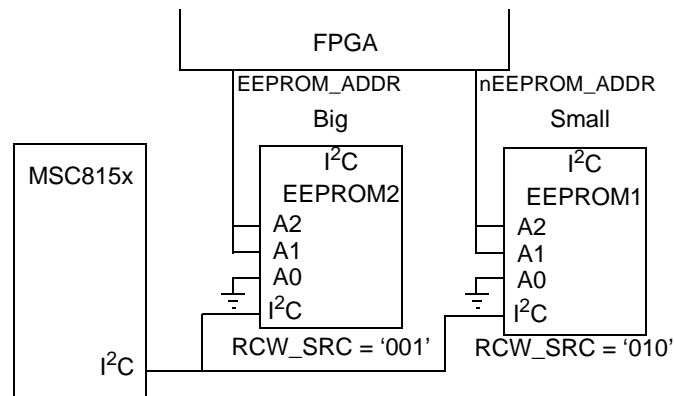 FPGA
EEPROM_ADDR
nEEPROM_ADDR
Big
Small
MSC815x
I²C
I²C
EEPROM2
A2
A1
A0
I²C
RCW_SRC = ‘001’
I²C
EEPROM1
A2
A1
A0
I²C
RCW_SRC = ‘010’